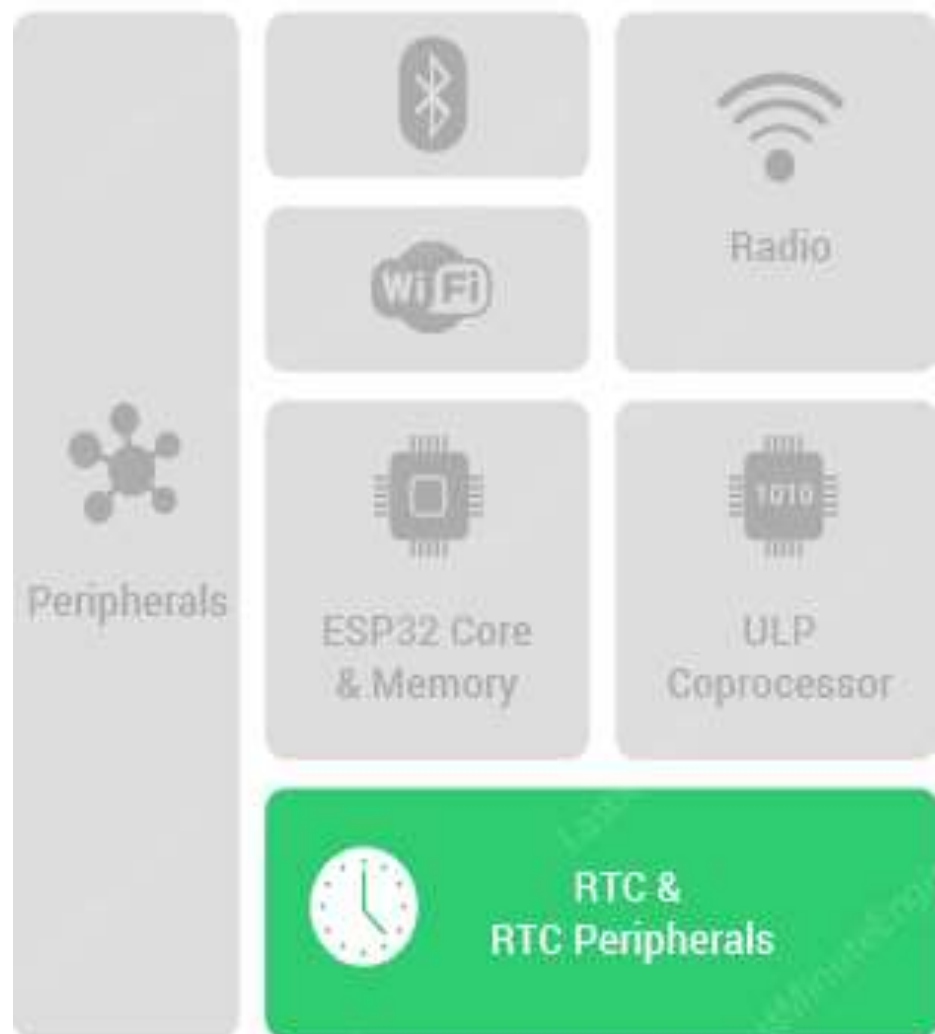 WiFi
Radio
Peripherals
ESP32 Core
& Memory
1010
ULP
Coprocessor
RTC &
RTC Peripherals